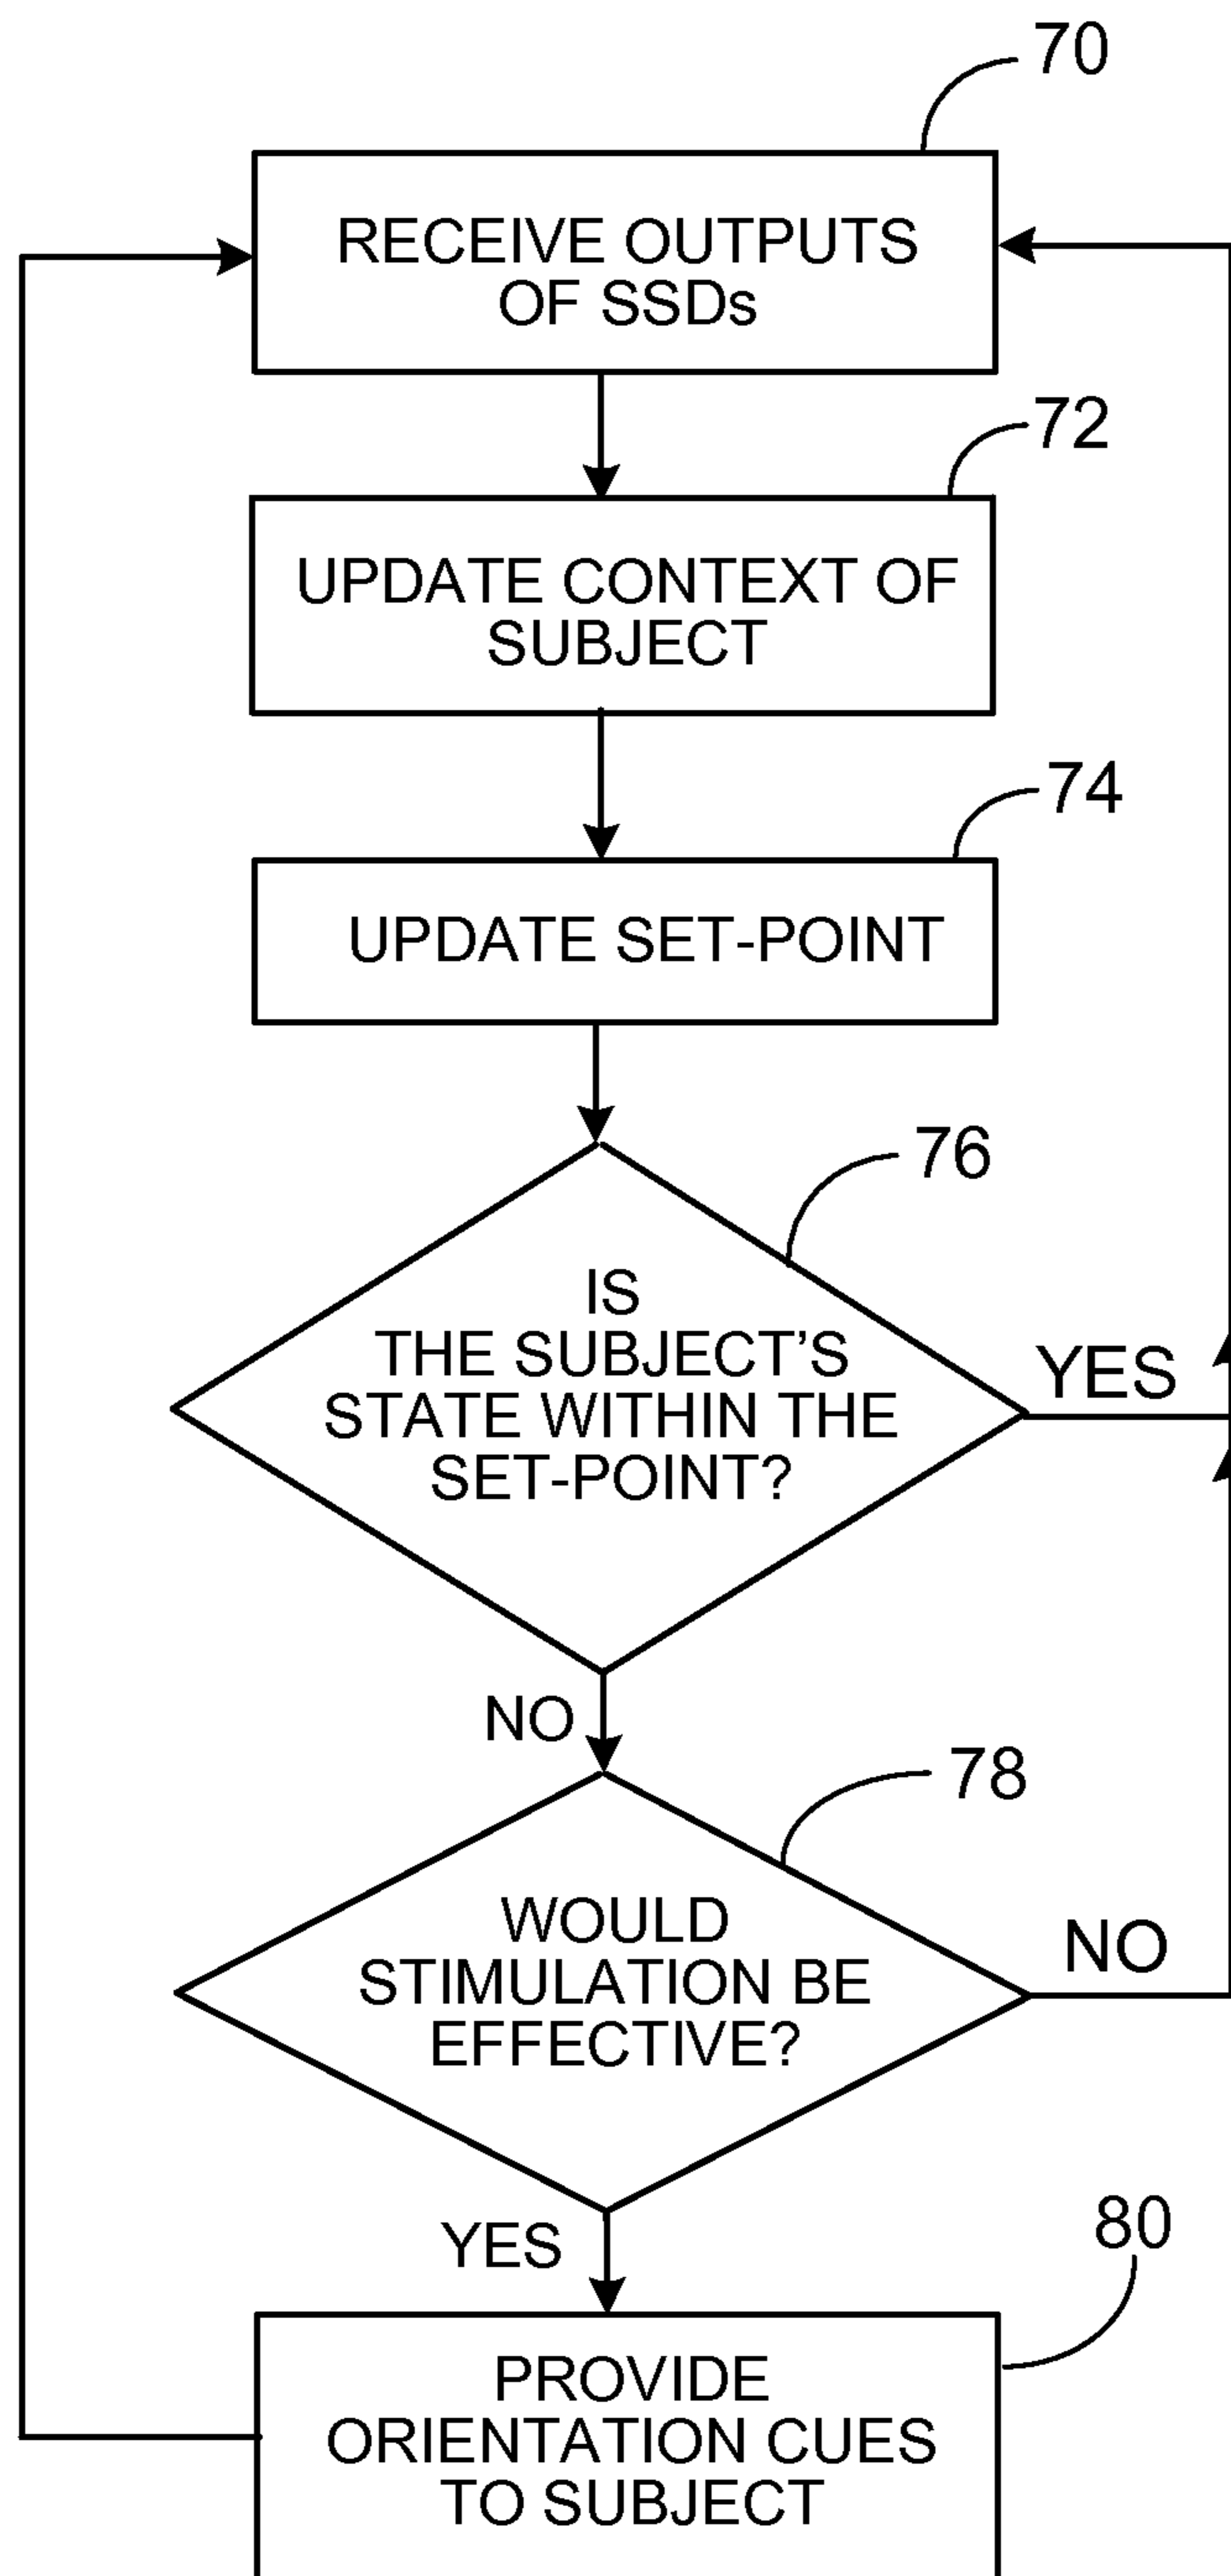 70
RECEIVE OUTPUTS
OF SSDs
72
UPDATE CONTEXT OF
SUBJECT
74
UPDATE SET-POINT
76
IS
THE SUBJECT'S
STATE WITHIN THE
SET-POINT?
YES
NO
78
WOULD
STIMULATION BE
EFFECTIVE?
NO
YES
80
PROVIDE
ORIENTATION CUES
TO SUBJECT